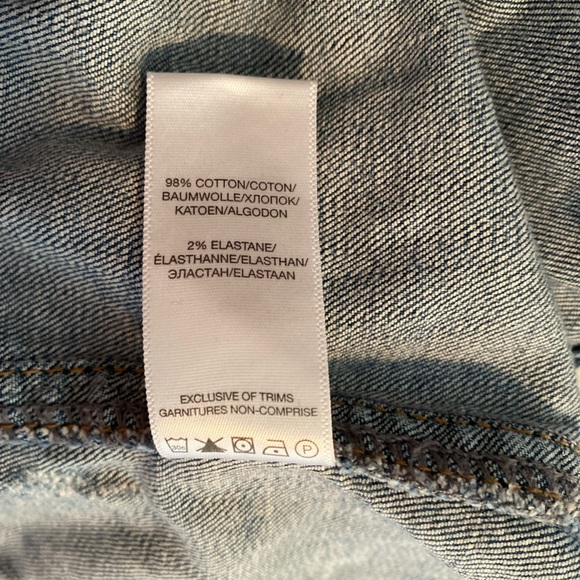 98% COTTON/COTON/
BAUMWOLLE/ХЛОПОК/
KATOEN/ALGODON
2% ELASTANE/
ÉLASTHANNE/ELASTHAN/
ЭЛАСТАН/ELASTAAN
EXCLUSIVE OF TRIMS
GARNITURES NON-COMPRISE
P